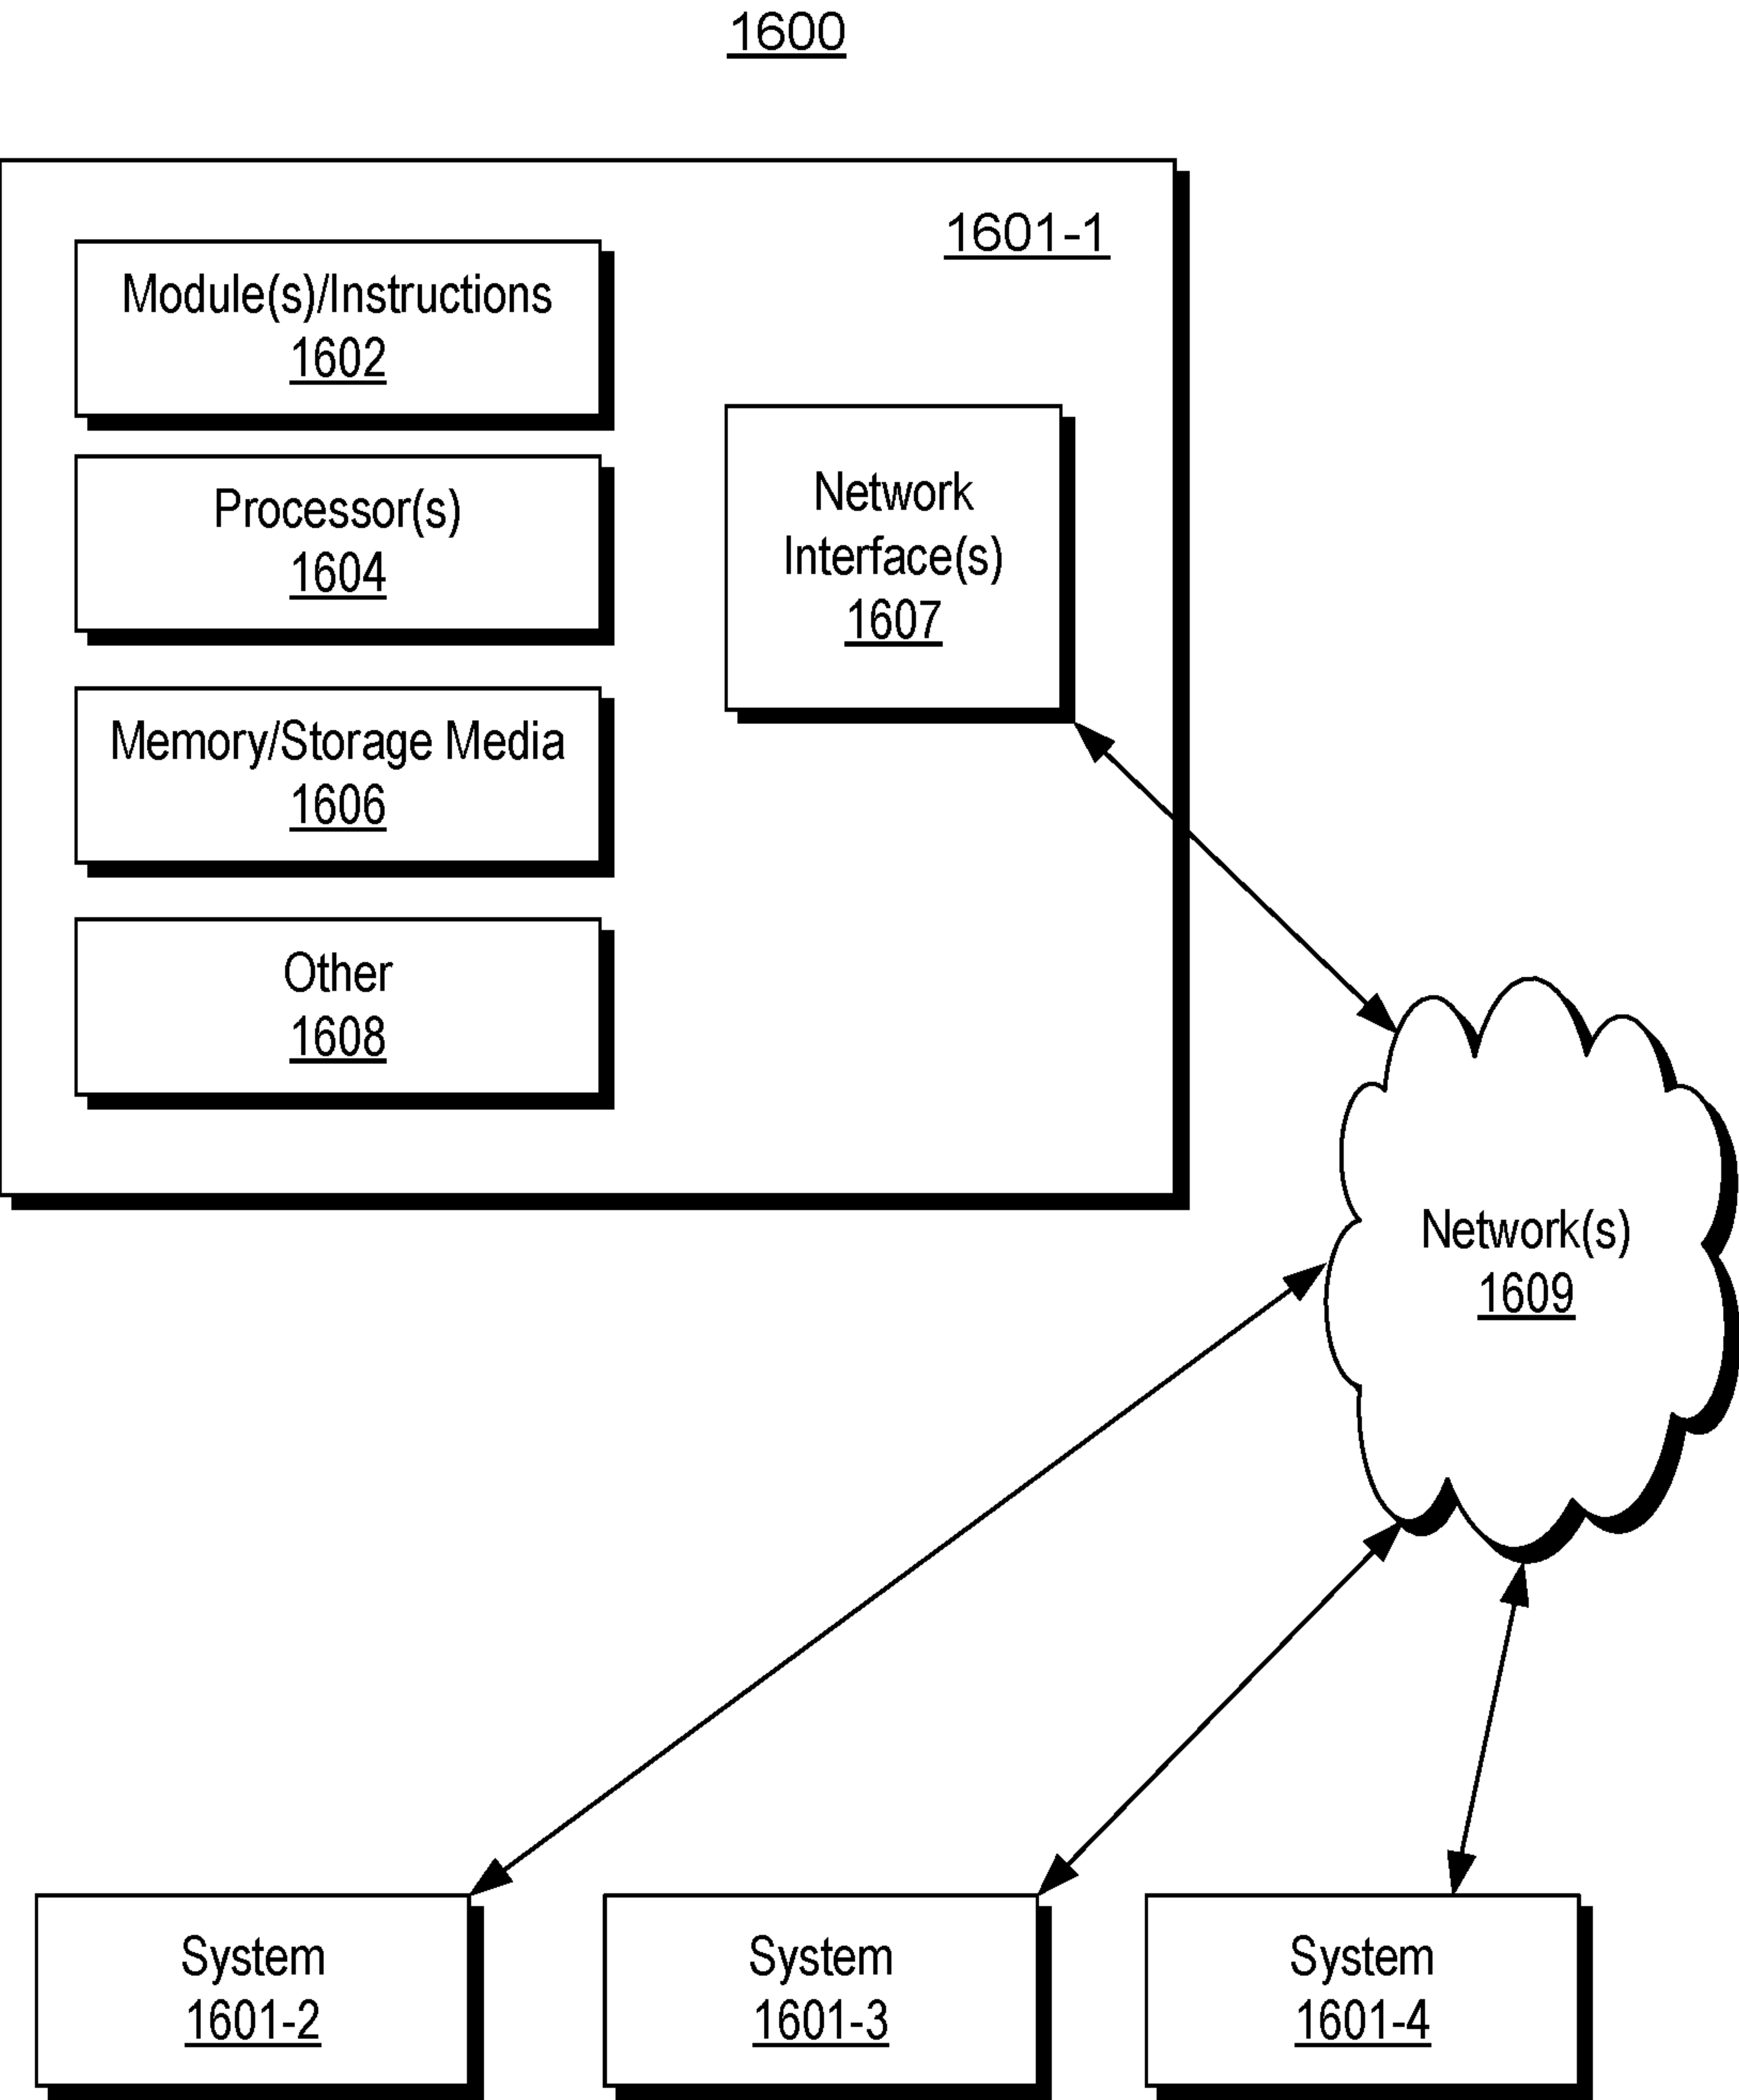 1600
1601-1
Module(s)/Instructions
1602
Processor(s)
1604
Memory/Storage Media
1606
Other
1608
Network
Interface(s)
1607
Network(s)
1609
System
1601-2
System
1601-3
System
1601-4